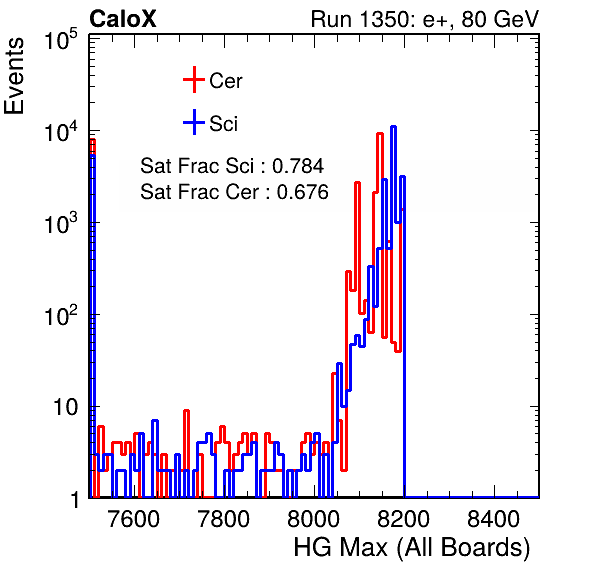 CaloX
Run 1350: e+, 80 GeV
Events
10^5
10^4
10^3
10^2
10
1
Cer
Sci
Sat Frac Sci : 0.784
Sat Frac Cer : 0.676
7600 7800 8000 8200 8400
HG Max (All Boards)